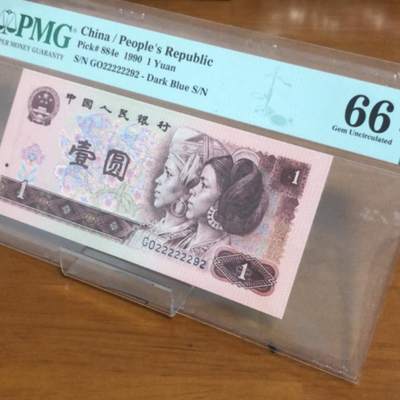 PMG
PAPER MONEY GUARANTY
China / People's Republic
Pick# 884e 1990 1 Yuan
S/N GO22222292 - Dark Blue S/N
66
Gem Uncirculated
中国人民银行
壹圆
1
1
GO22222292
1